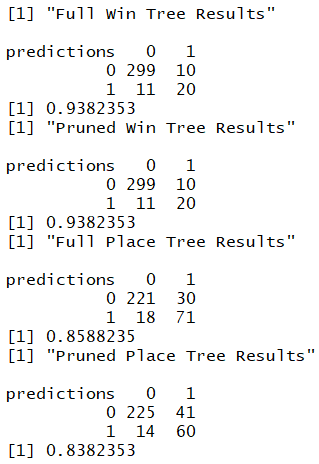 [1] "Full Win Tree Results"
predictions 0 1
0 299 10
1 11 20
[1] 0.9382353
[1] "Pruned Win Tree Results"
predictions 0 1
0 299 10
1 11 20
[1] 0.9382353
[1] "Full Place Tree Results"
predictions 0 1
0 221 30
1 18 71
[1] 0.8588235
[1] "Pruned Place Tree Results"
predictions 0 1
0 225 41
1 14 60
[1] 0.8382353